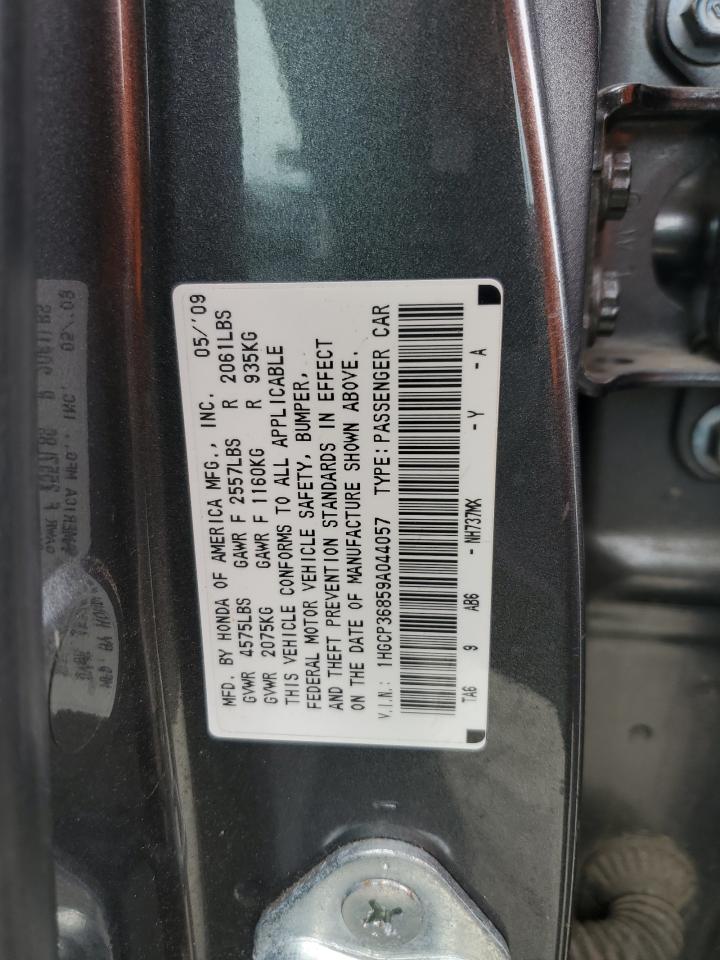 MFD. BY HONDA OF AMERICA MFG., INC. 05/'09
GVWR 4575LBS GAWR F 2557LBS R 2061LBS
GVWR 2075KG GAWR F 1160KG R 935KG
THIS VEHICLE CONFORMS TO ALL APPLICABLE
FEDERAL MOTOR VEHICLE SAFETY, BUMPER,
AND THEFT PREVENTION STANDARDS IN EFFECT
ON THE DATE OF MANUFACTURE SHOWN ABOVE.
V.I.N.: 1HGCP36859A044057 TYPE: PASSENGER CAR
TA6 9 AB6 - NH737MX - Y - A